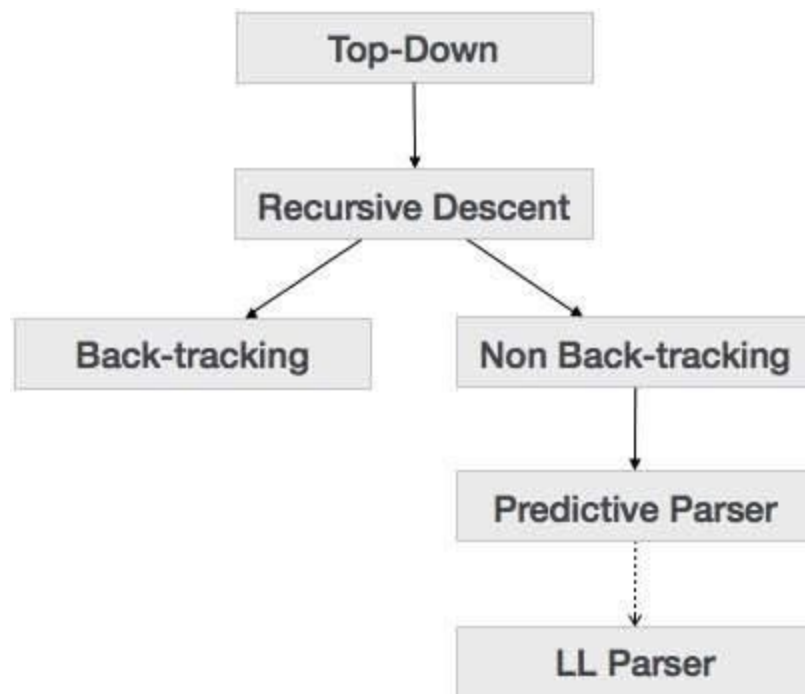 Top-Down
Recursive Descent
Back-tracking
Non Back-tracking
Predictive Parser
LL Parser